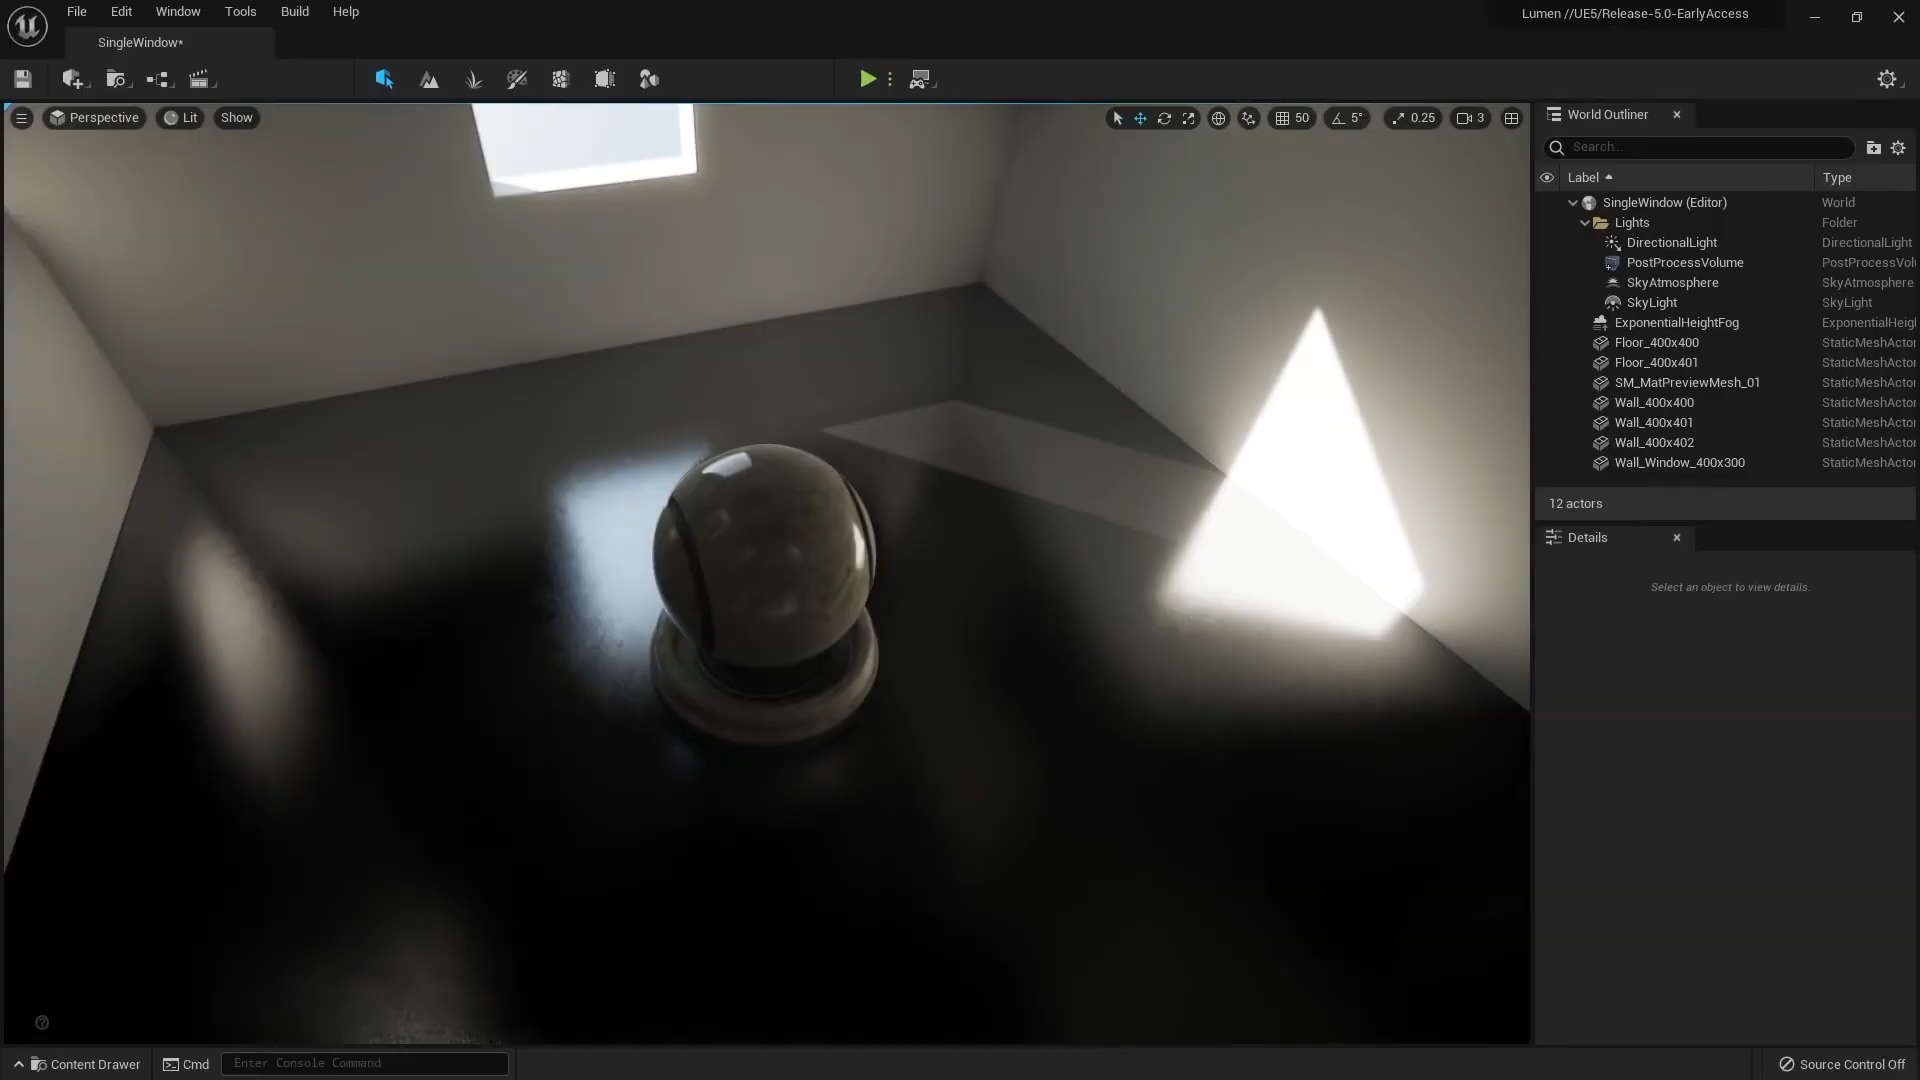 File Edit Window Tools Build Help
Lumen //UE5/Release-5.0-EarlyAccess
SingleWindow*
Perspective Lit Show
50 5° 0.25 3
World Outliner
Search...
Label Type
SingleWindow (Editor) World
Lights Folder
DirectionalLight DirectionalLight
PostProcessVolume PostProcessVolu
SkyAtmosphere SkyAtmosphere
SkyLight SkyLight
ExponentialHeightFog ExponentialHeigl
Floor_400x400 StaticMeshActor
Floor_400x401 StaticMeshActor
SM_MatPreviewMesh_01 StaticMeshActor
Wall_400x400 StaticMeshActor
Wall_400x401 StaticMeshActor
Wall_400x402 StaticMeshActor
Wall_Window_400x300 StaticMeshActor
12 actors
Details
Select an object to view details.
Content Drawer Cmd Enter Console Command Source Control Off